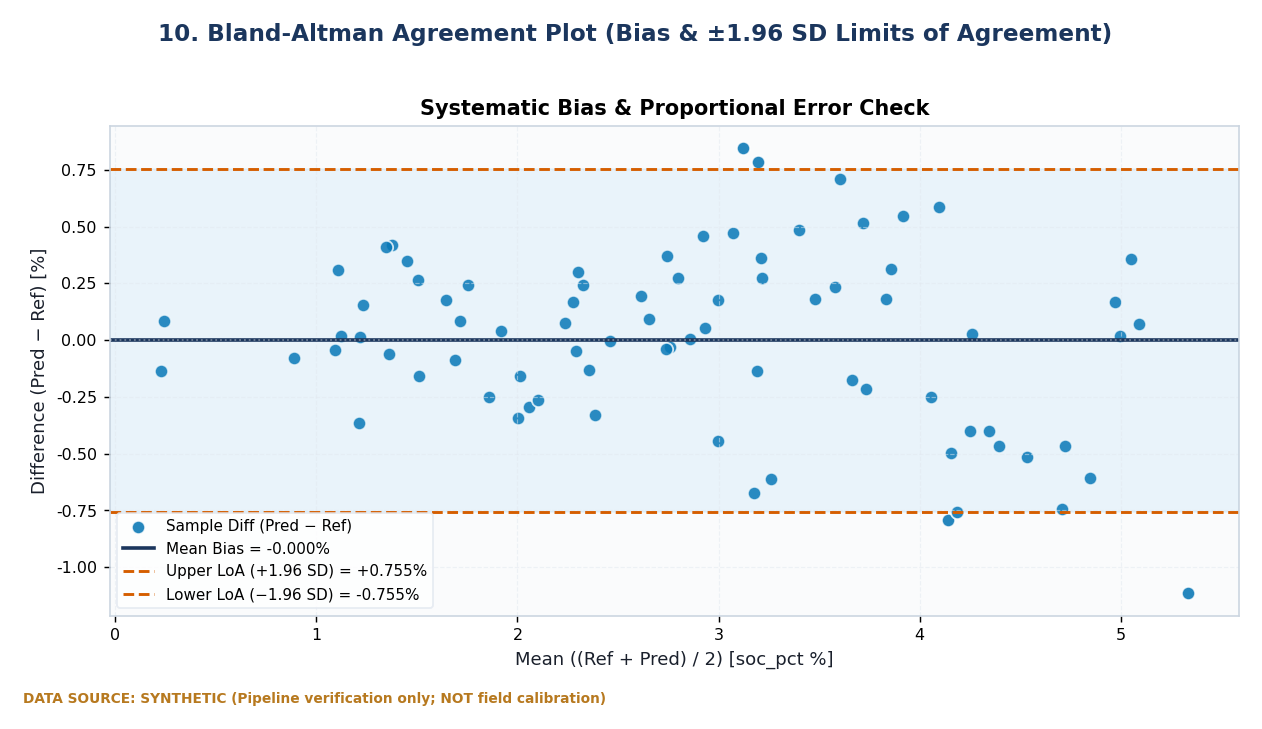 10. Bland-Altman Agreement Plot (Bias & ±1.96 SD Limits of Agreement)
Systematic Bias & Proportional Error Check
Difference (Pred − Ref) [%]
0.75
0.50
0.25
0.00
-0.25
-0.50
-0.75
-1.00
Sample Diff (Pred − Ref)
Mean Bias = -0.000%
Upper LoA (+1.96 SD) = +0.755%
Lower LoA (−1.96 SD) = -0.755%
0 1 2 3 4 5
Mean ((Ref + Pred) / 2) [soc_pct %]
DATA SOURCE: SYNTHETIC (Pipeline verification only; NOT field calibration)